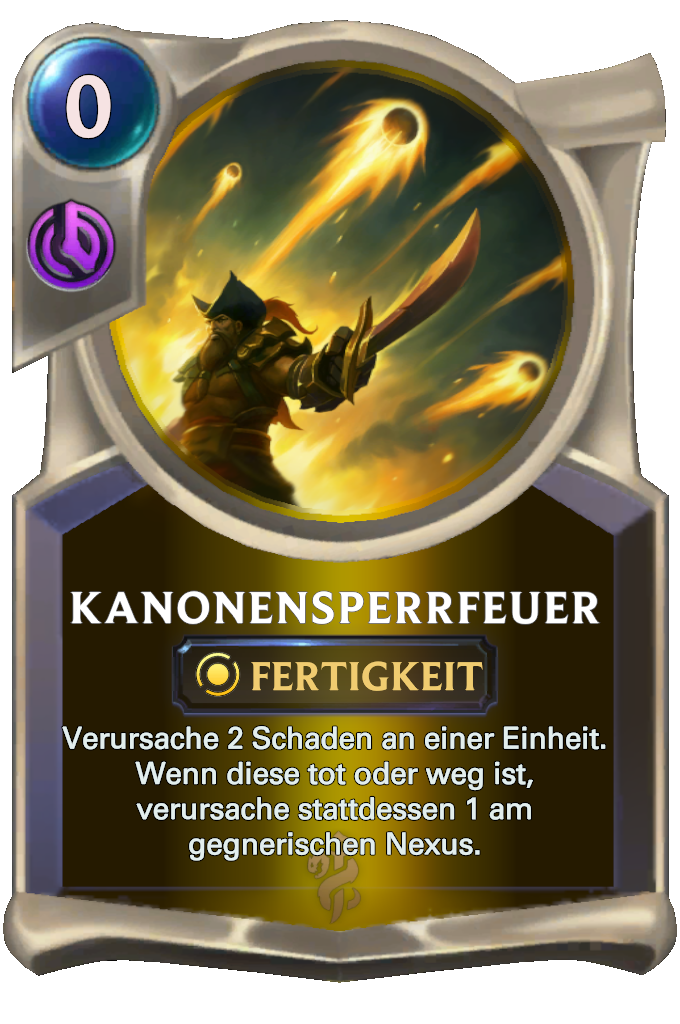 0
KANONENSPERRFEUER
FERTIGKEIT
Verursache 2 Schaden an einer Einheit.
Wenn diese tot oder weg ist,
verursache stattdessen 1 am
gegnerischen Nexus.